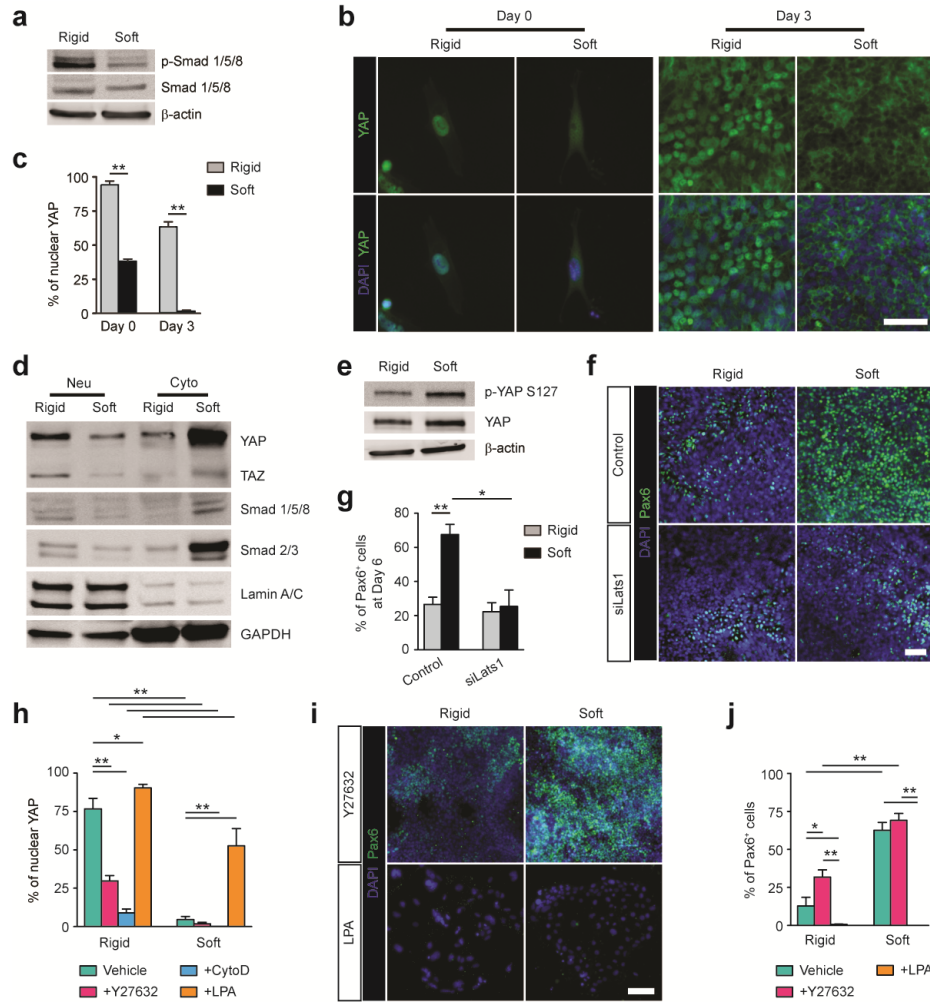 a
Rigid Soft
p-Smad 1/5/8
Smad 1/5/8
β-actin
b
Day 0 Day 3
Rigid Soft Rigid Soft
YAP
DAPI YAP
c
Rigid
Soft
% of nuclear YAP
100
75
50
25
0
** **
Day 0 Day 3
d
Neu Cyto
Rigid Soft Rigid Soft
YAP
TAZ
Smad 1/5/8
Smad 2/3
Lamin A/C
GAPDH
e
Rigid Soft
p-YAP S127
YAP
β-actin
f
Rigid Soft
Control
siLats1
DAPI Pax6
g
% of Pax6⁺ cells
at Day 6
80
60
40
20
0
** *
Rigid
Soft
Control siLats1
h
% of nuclear YAP
100
75
50
25
0
**
*
**
**
Rigid Soft
Vehicle
+Y27632
+CytoD
+LPA
i
Rigid Soft
Y27632
LPA
DAPI Pax6
j
% of Pax6⁺ cells
100
75
50
25
0
**
**
*
**
Rigid Soft
Vehicle
+Y27632
+LPA